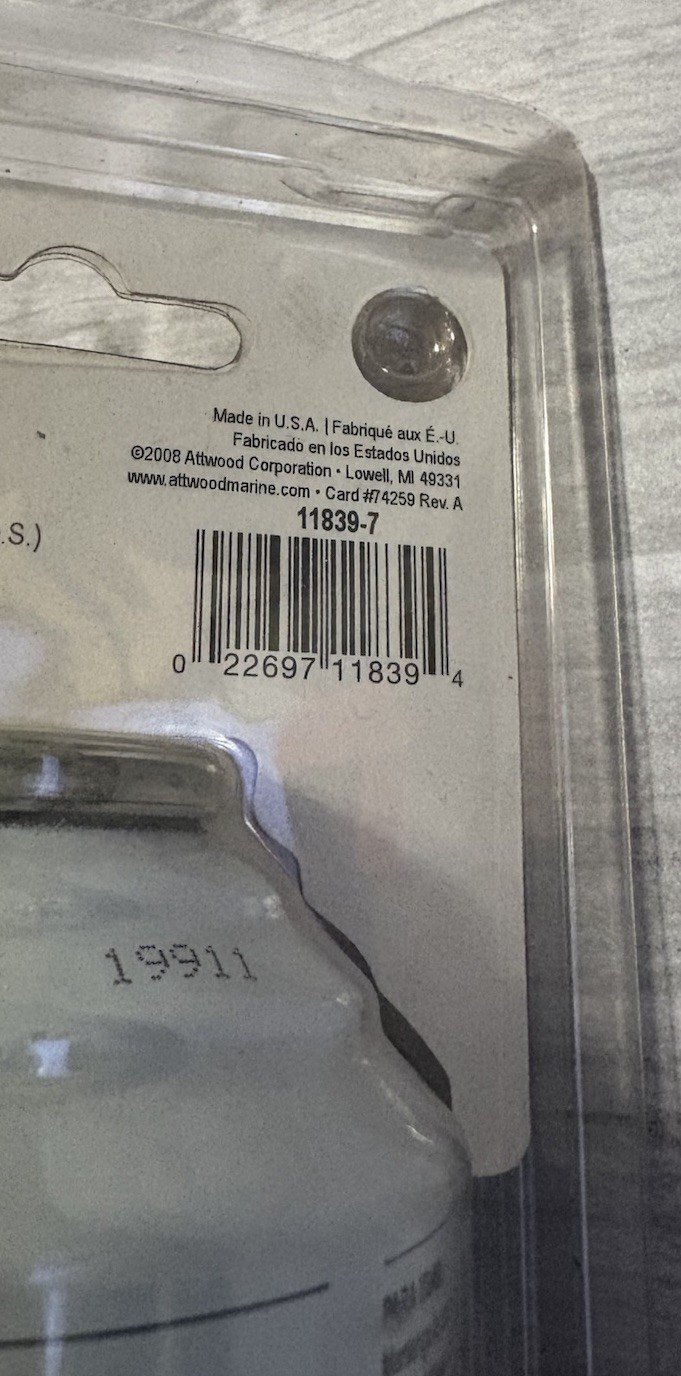 Made in U.S.A. | Fabriqué aux É.-U.
Fabricado en los Estados Unidos
©2008 Attwood Corporation • Lowell, MI 49331
www.attwoodmarine.com • Card #74259 Rev. A
11839-7
.S.)
0 22697 11839 4
19911
PARA